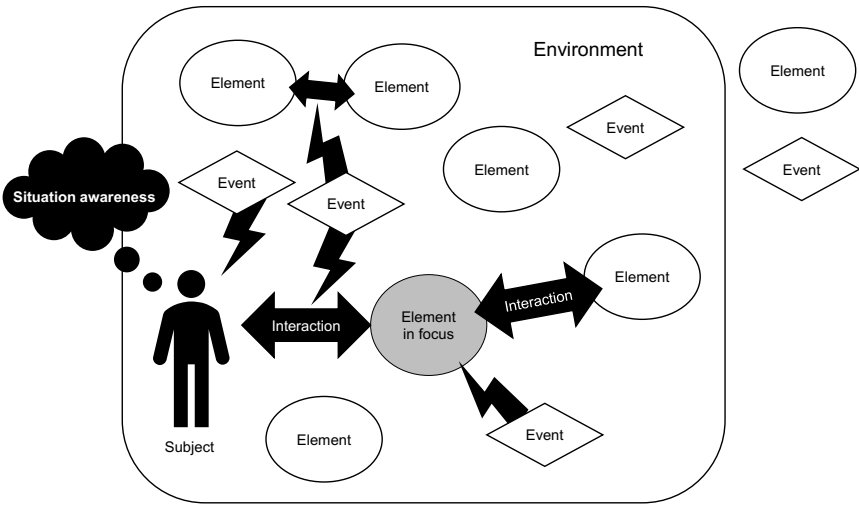 Environment
Element
Element
Element
Event
Element
Event
Situation awareness
Event
Event
Element
Interaction
Interaction
Element
in focus
Element
Event
Subject